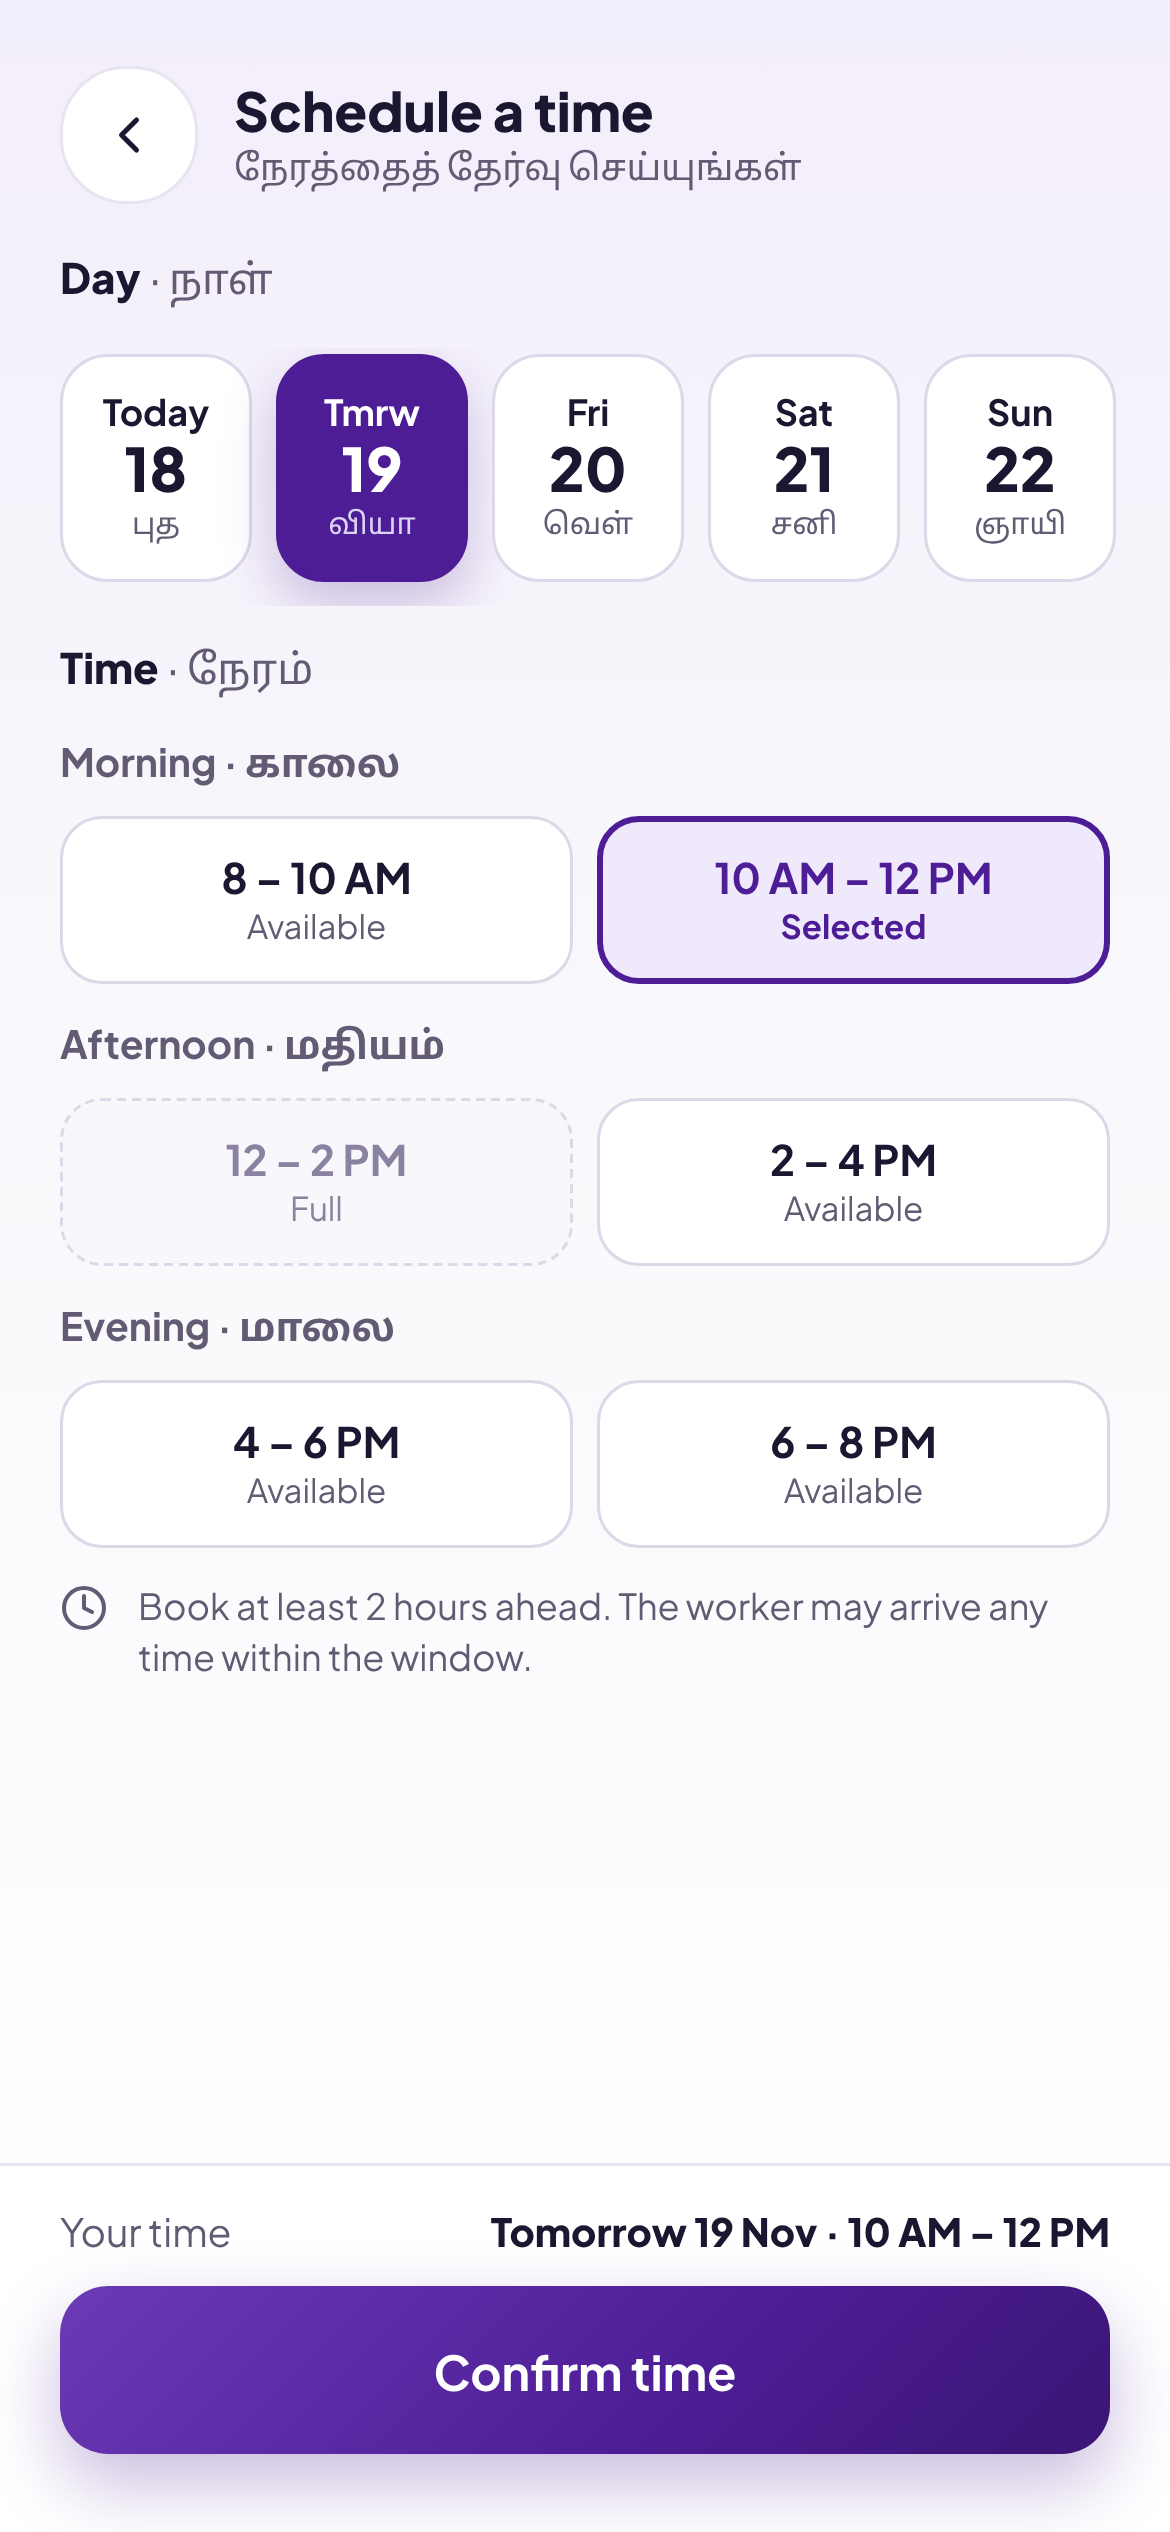 Schedule a time
நேரத்தைத் தேர்வு செய்யுங்கள்
Day · நாள்
Today
18
புத
Tmrw
19
வியா
Fri
20
வெள்
Sat
21
சனி
Sun
22
ஞாயி
Time · நேரம்
Morning · காலை
8 – 10 AM
Available
10 AM – 12 PM
Selected
Afternoon · மதியம்
12 – 2 PM
Full
2 – 4 PM
Available
Evening · மாலை
4 – 6 PM
Available
6 – 8 PM
Available
Book at least 2 hours ahead. The worker may arrive any
time within the window.
Your time
Tomorrow 19 Nov · 10 AM – 12 PM
Confirm time